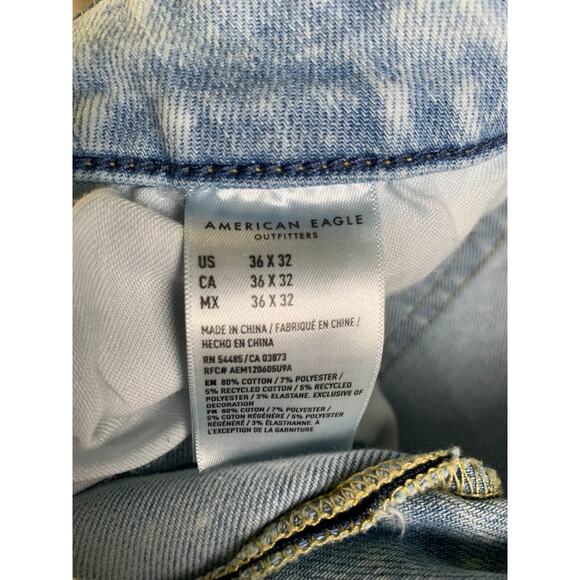 AMERICAN EAGLE
OUTFITTERS
US 36 X 32
CA 36 X 32
MX 36 X 32
MADE IN CHINA / FABRIQUÉ EN CHINE /
HECHO EN CHINA
RN 54485/CA 03873
RFC# AEM120605U9A
EN 80% COTTON / 7% POLYESTER /
5% RECYCLED COTTON / 5% RECYCLED
POLYESTER / 3% ELASTANE. EXCLUSIVE OF
DECORATION
FR 80% COTON / 7% POLYESTER /
5% COTON RÉGÉNÉRÉ / 5% POLYESTER
RÉGÉNÉRÉ / 3% ÉLASTHANNE. À
L'EXCEPTION DE LA GARNITURE